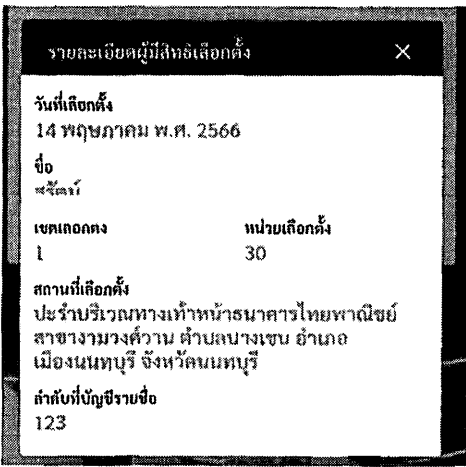 รายละเอียดผู้มีสิทธิเลือกตั้ง
วันที่เลือกตั้ง
14 พฤษภาคม พ.ศ. 2566
ชื่อ
เขตเลือกตั้ง หน่วยเลือกตั้ง
1 30
สถานที่เลือกตั้ง
ปะรำบริเวณทางเท้าหน้าธนาคารไทยพาณิชย์
สาขางามวงศ์วาน ตำบลบางเขน อำเภอ
เมืองนนทบุรี จังหวัดนนทบุรี
ลำดับที่บัญชีรายชื่อ
123